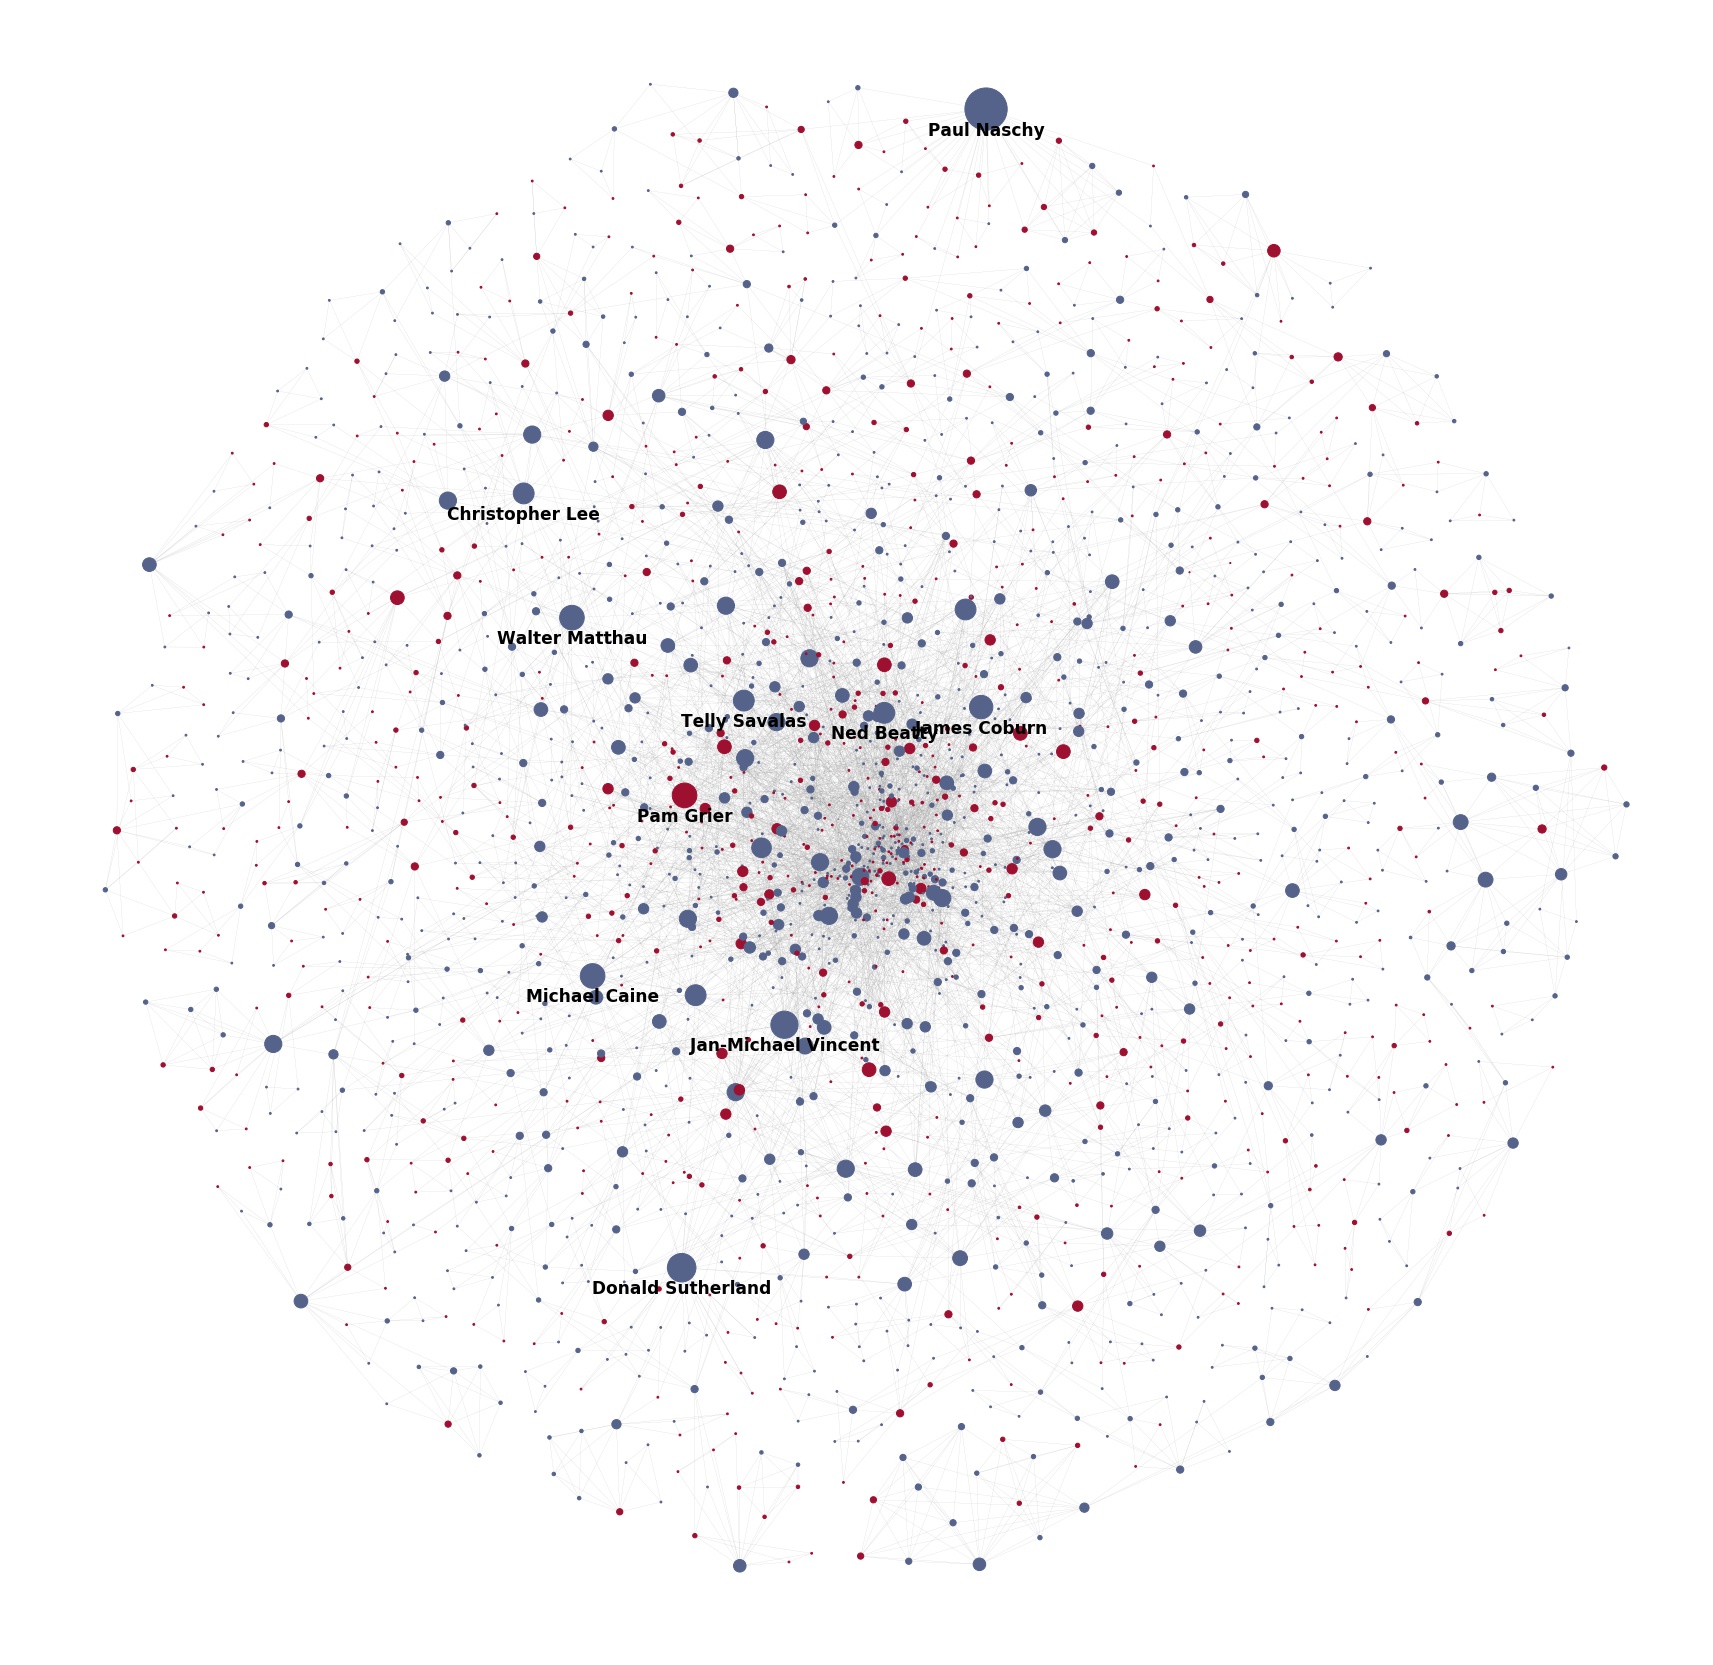 Paul Naschy
Christopher Lee
Walter Matthau
Telly Savalas
James Coburn
Ned Beatty
Pam Grier
Michael Caine
Jan-Michael Vincent
Donald Sutherland